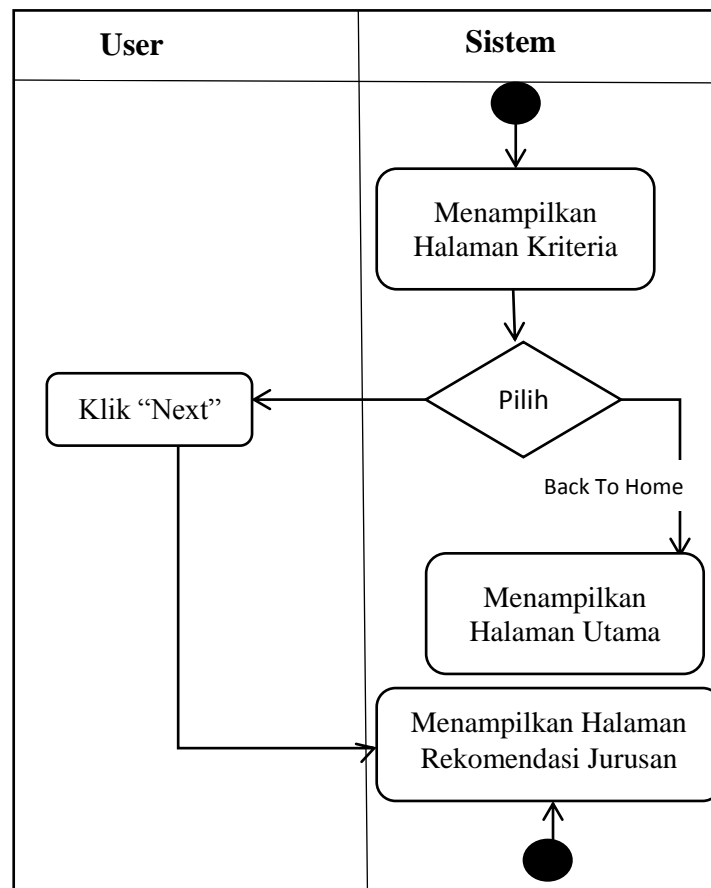 User
Sistem
Menampilkan
Halaman Kriteria
Pilih
Klik “Next”
Back To Home
Menampilkan
Halaman Utama
Menampilkan Halaman
Rekomendasi Jurusan